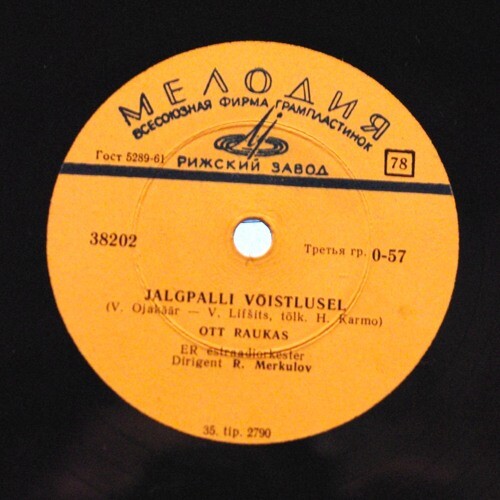 МЕЛОДИЯ
ВСЕСОЮЗНАЯ ФИРМА ГРАМПЛАСТИНОК
Гост 5289-61
РИЖСКИЙ ЗАВОД
78
38202
Третья гр. 0-57
JALGPALLI VÕISTLUSEL
(V. Ojakäär — V. Lifšits, tõlk. H. Karmo)
OTT RAUKAS
ER estraadiorkester
Dirigent R. Merkulov
35. tip. 2790